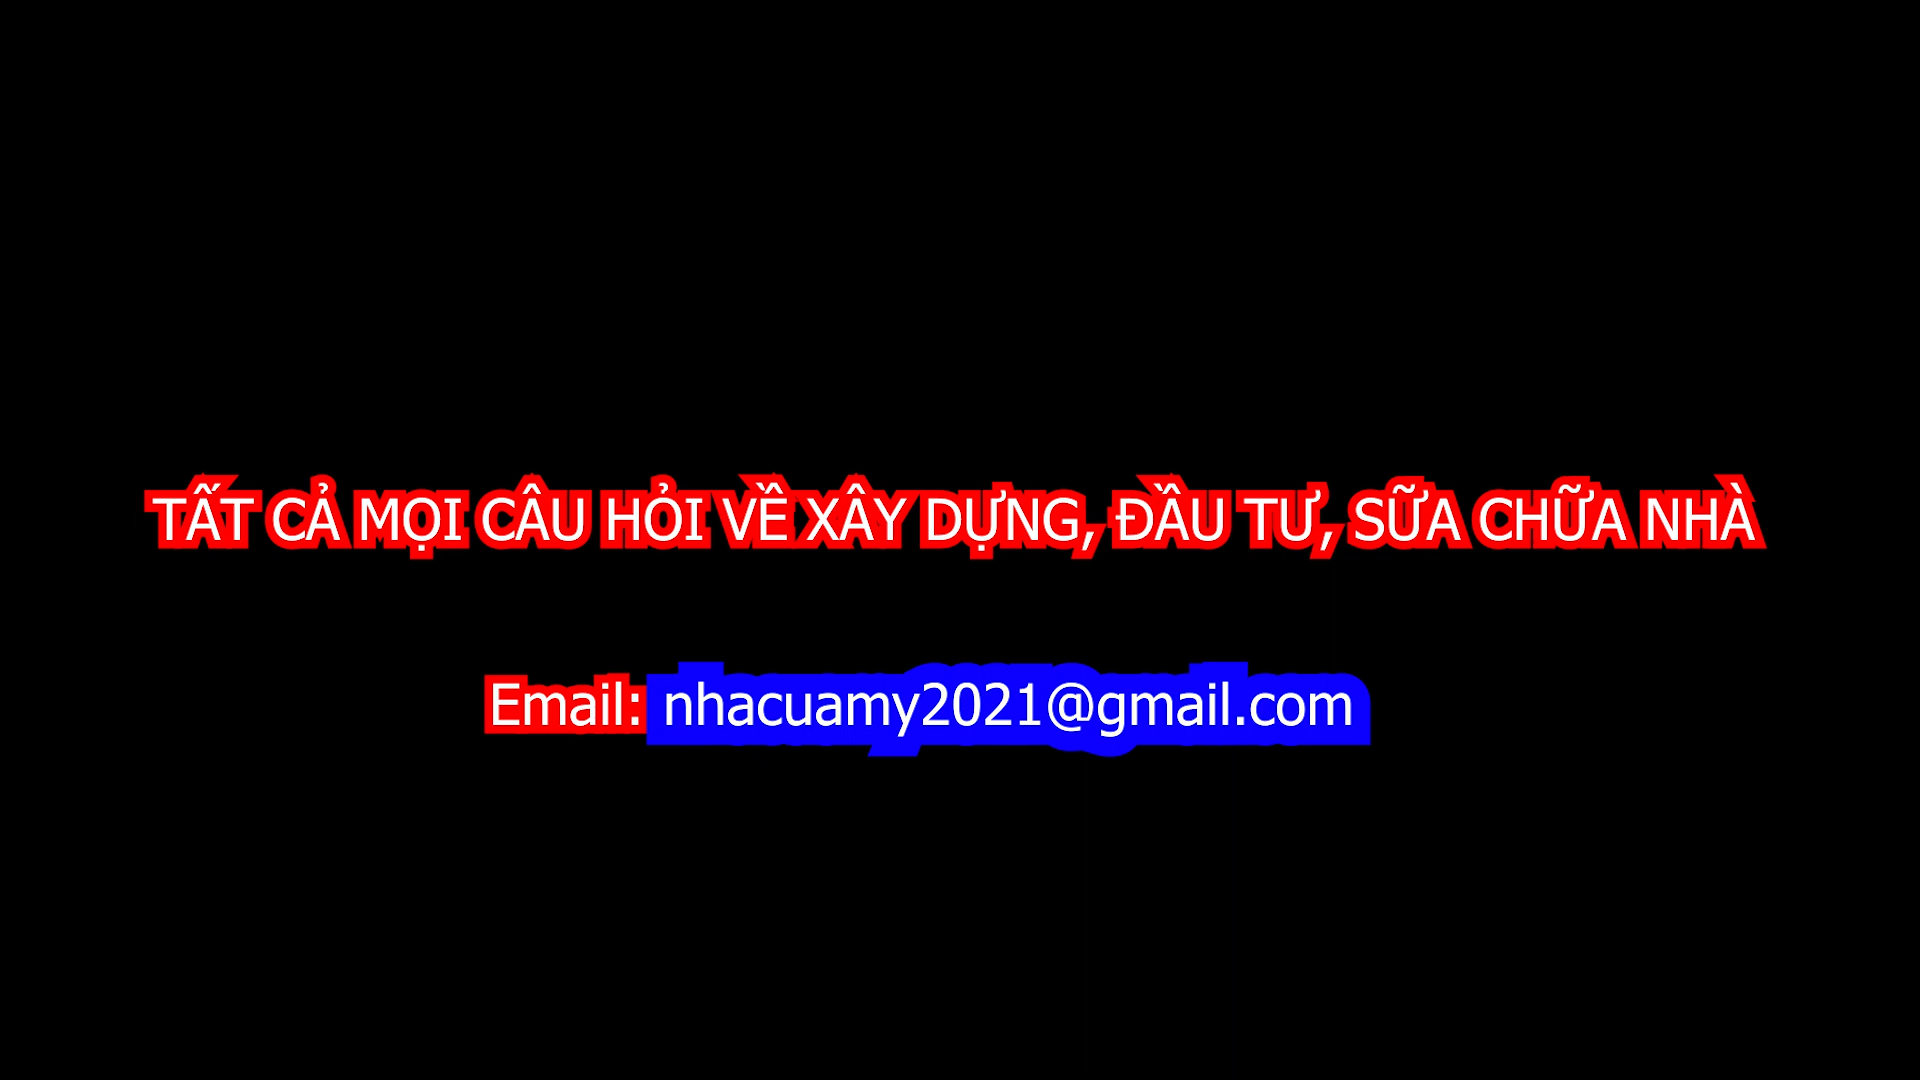 TẤT CẢ MỌI CÂU HỎI VỀ XÂY DỰNG, ĐẦU TƯ, SỮA CHỮA NHÀ
Email: nhacuamy2021@gmail.com